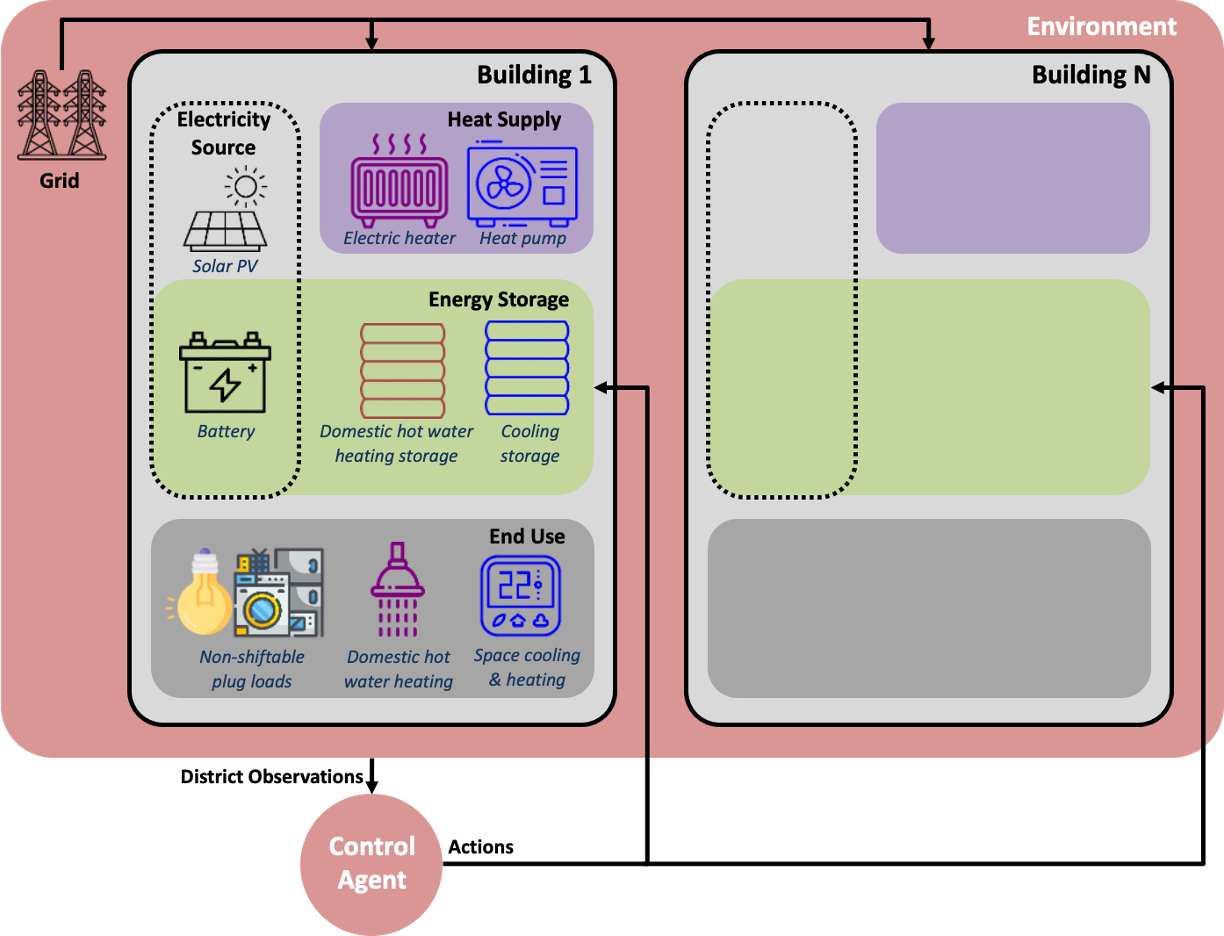 Environment
Grid
Building 1
Electricity
Source
Solar PV
Heat Supply
Electric heater
Heat pump
Energy Storage
Battery
Domestic hot water
heating storage
Cooling
storage
End Use
Non-shiftable
plug loads
Domestic hot
water heating
22°
Space cooling
& heating
Building N
District Observations
Control
Agent
Actions